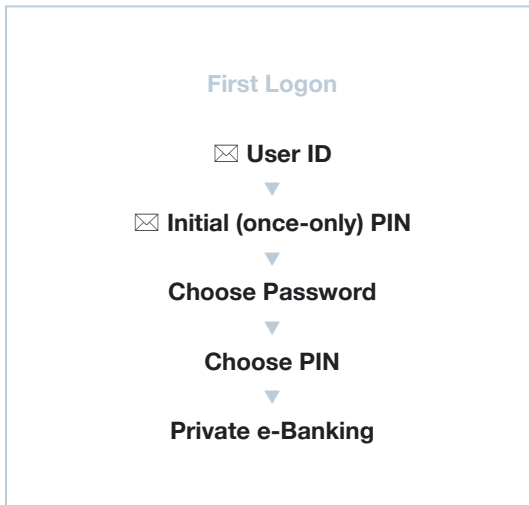 First Logon
✉ User ID
▼
✉ Initial (once-only) PIN
▼
Choose Password
▼
Choose PIN
▼
Private e-Banking